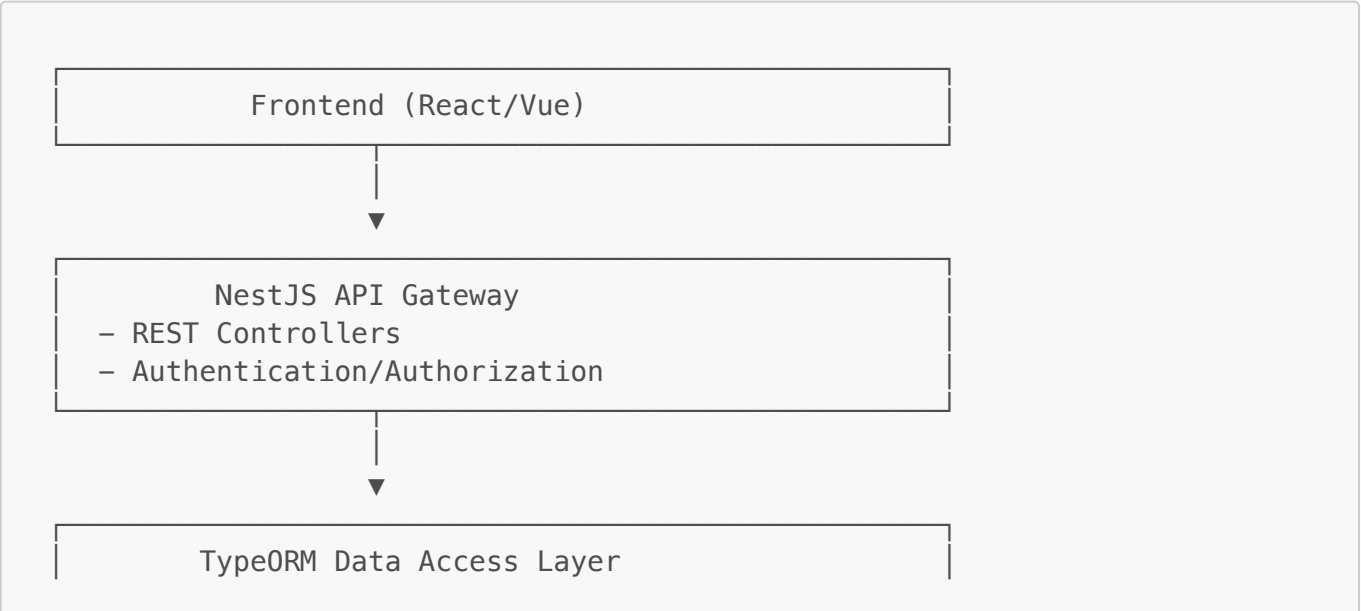 Frontend (React/Vue)
▼
NestJS API Gateway
– REST Controllers
– Authentication/Authorization
▼
TypeORM Data Access Layer